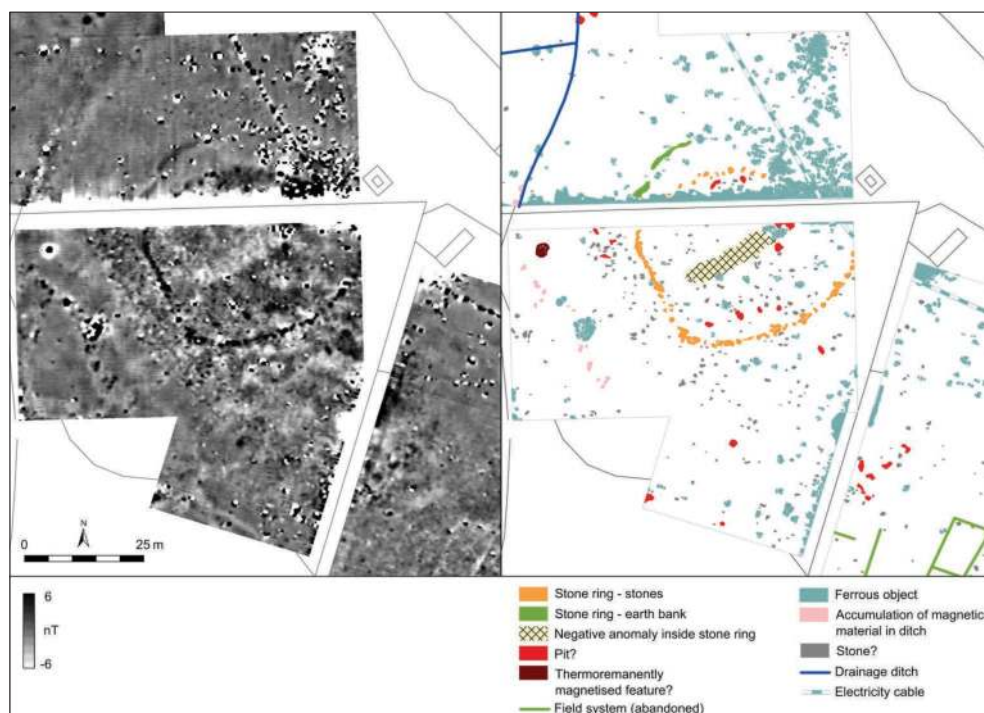 N
0 25 m
6
nT
-6
Stone ring - stones
Stone ring - earth bank
Negative anomaly inside stone ring
Pit?
Thermoremanently
magnetised feature?
Field system (abandoned)
Ferrous object
Accumulation of magnetic
material in ditch
Stone?
Drainage ditch
Electricity cable